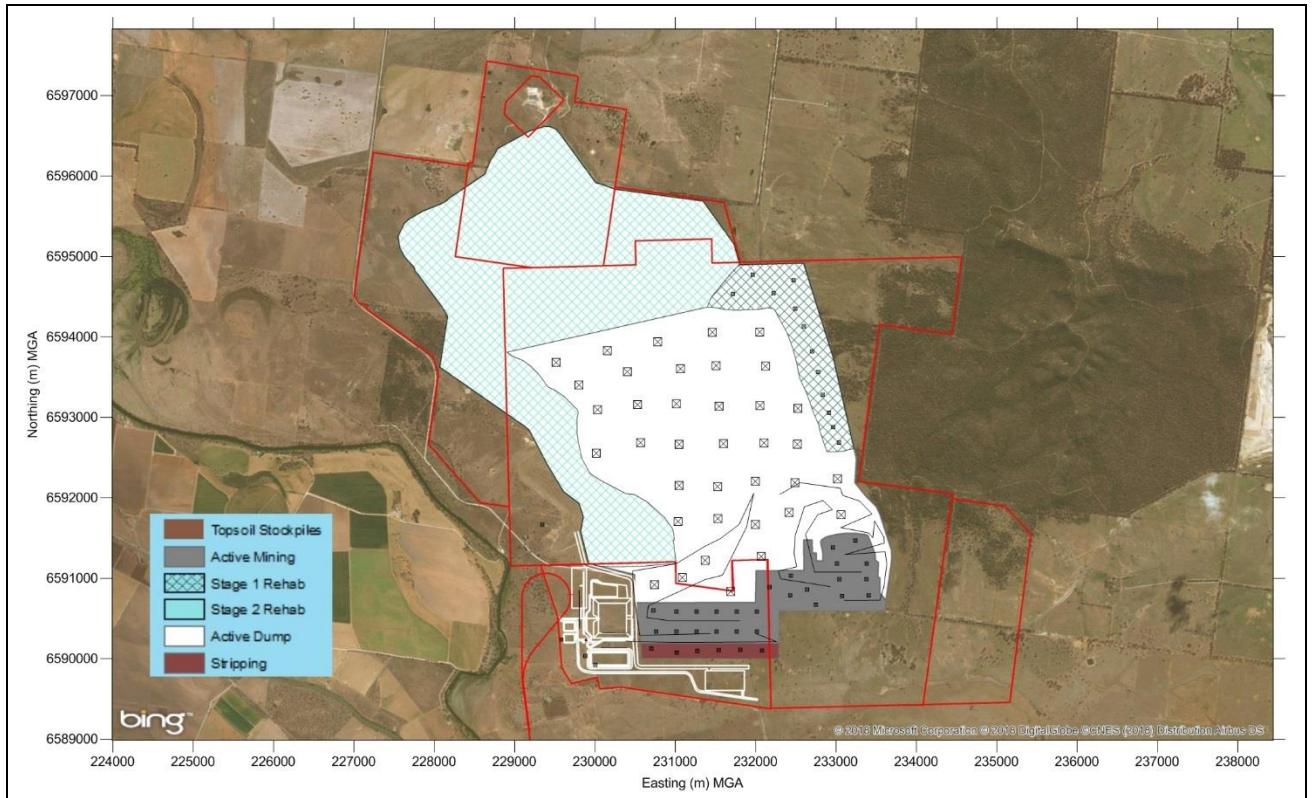 6597000
6596000
6595000
6594000
6593000
6592000
6591000
6590000
6589000
Northing (m) MGA
Topsoil Stockpiles
Active Mining
Stage 1 Rehab
Stage 2 Rehab
Active Dump
Stripping
bing™
© 2018 Microsoft Corporation © 2018 DigitalGlobe ©CNES (2018) Distribution Airbus DS
224000 225000 226000 227000 228000 229000 230000 231000 232000 233000 234000 235000 236000 237000 238000
Easting (m) MGA